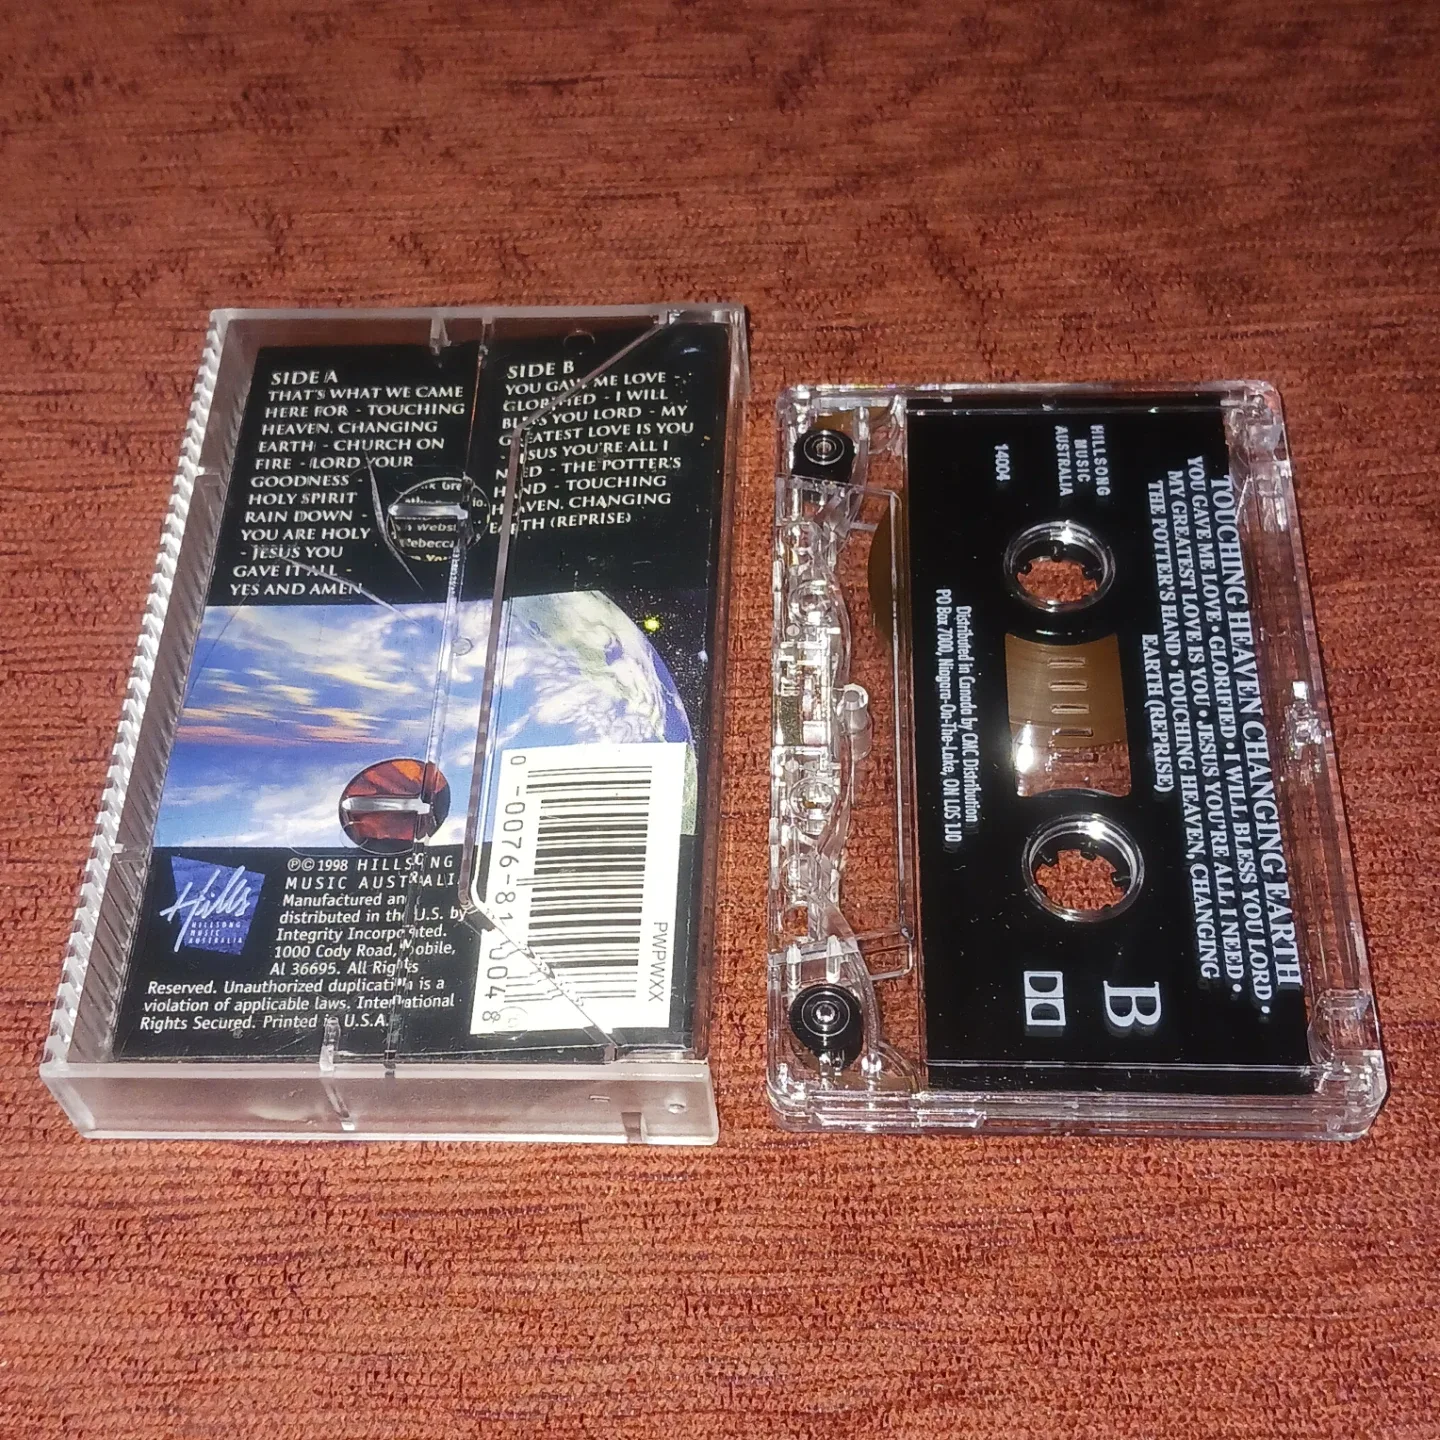 SIDE A
THAT'S WHAT WE CAME
HERE FOR - TOUCHING
HEAVEN, CHANGING
EARTH - CHURCH ON
FIRE - LORD YOUR
GOODNESS -
HOLY SPIRIT
RAIN DOWN -
YOU ARE HOLY
- JESUS YOU
GAVE IT ALL -
YES AND AMEN
SIDE B
YOU GAVE ME LOVE -
GLORIFIED - I WILL
BLESS YOU LORD - MY
GREATEST LOVE IS YOU
- JESUS YOU'RE ALL I
NEED - THE POTTER'S
HAND - TOUCHING
HEAVEN, CHANGING
EARTH (REPRISE)
Hills
HILLSONG
MUSIC
AUSTRALIA
℗© 1998 HILLSONG
MUSIC AUSTRALIA
Manufactured and
distributed in the U.S. by
Integrity Incorporated.
1000 Cody Road, Mobile,
Al 36695. All Rights
Reserved. Unauthorized duplication is a
violation of applicable laws. International
Rights Secured. Printed in U.S.A.
PWPWXX
TOUCHING HEAVEN CHANGING EARTH
YOU GAVE ME LOVE • GLORIFIED • I WILL BLESS YOU LORD •
MY GREATEST LOVE IS YOU • JESUS YOU'RE ALL I NEED •
THE POTTER'S HAND • TOUCHING HEAVEN, CHANGING
EARTH (REPRISE)
HILLSONG
MUSIC
AUSTRALIA
14004
B
Distributed in Canada by CMC Distribution
PO Box 7000, Niagara-On-The-Lake, ON L0S 1J0